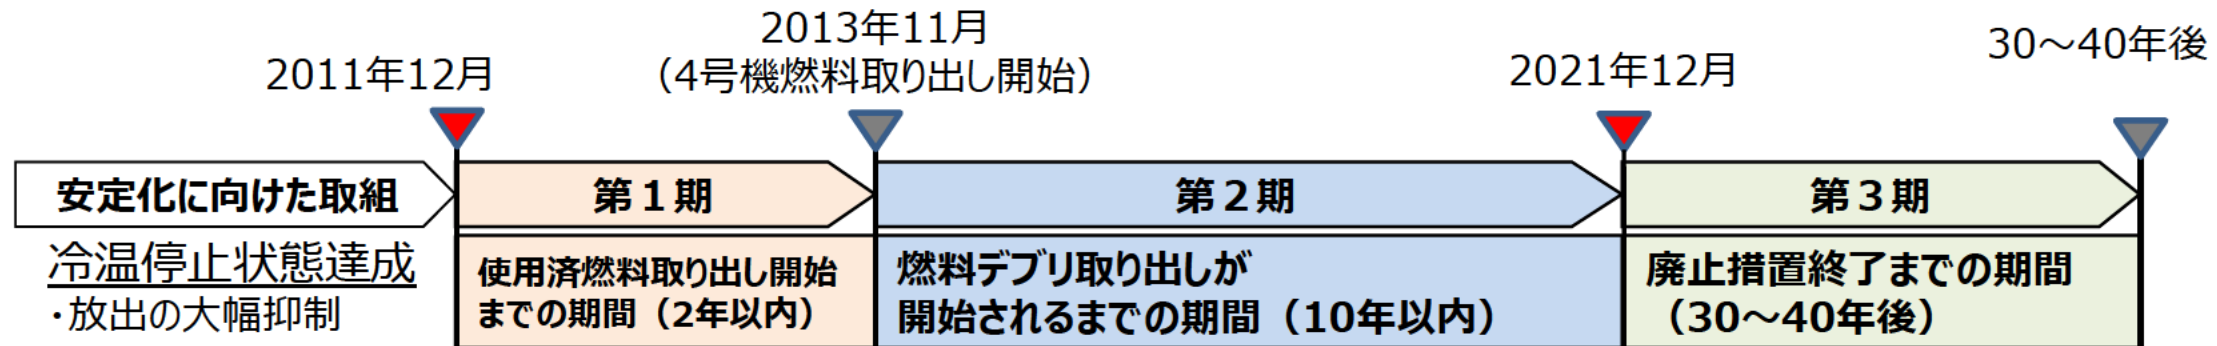 2011年12月
2013年11月
（4号機燃料取り出し開始）
2021年12月
30～40年後
安定化に向けた取組
第１期
第２期
第３期
冷温停止状態達成
・放出の大幅抑制
使用済燃料取り出し開始
までの期間（2年以内）
燃料デブリ取り出しが
開始されるまでの期間（10年以内）
廃止措置終了までの期間
（30～40年後）